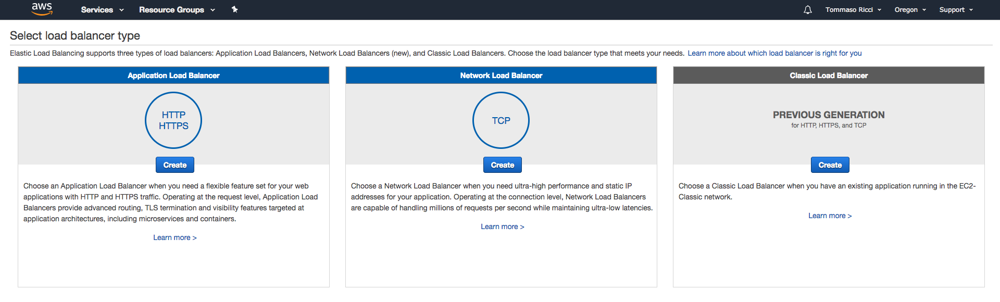 aws Services Resource Groups Tommaso Ricci Oregon Support
Select load balancer type
Elastic Load Balancing supports three types of load balancers: Application Load Balancers, Network Load Balancers (new), and Classic Load Balancers. Choose the load balancer type that meets your needs. Learn more about which load balancer is right for you
Application Load Balancer
HTTP
HTTPS
Create
Choose an Application Load Balancer when you need a flexible feature set for your web
applications with HTTP and HTTPS traffic. Operating at the request level, Application Load
Balancers provide advanced routing, TLS termination and visibility features targeted at
application architectures, including microservices and containers.
Learn more >
Network Load Balancer
TCP
Create
Choose a Network Load Balancer when you need ultra-high performance and static IP
addresses for your application. Operating at the connection level, Network Load Balancers
are capable of handling millions of requests per second while maintaining ultra-low latencies.
Learn more >
Classic Load Balancer
PREVIOUS GENERATION
for HTTP, HTTPS, and TCP
Create
Choose a Classic Load Balancer when you have an existing application running in the EC2-
Classic network.
Learn more >